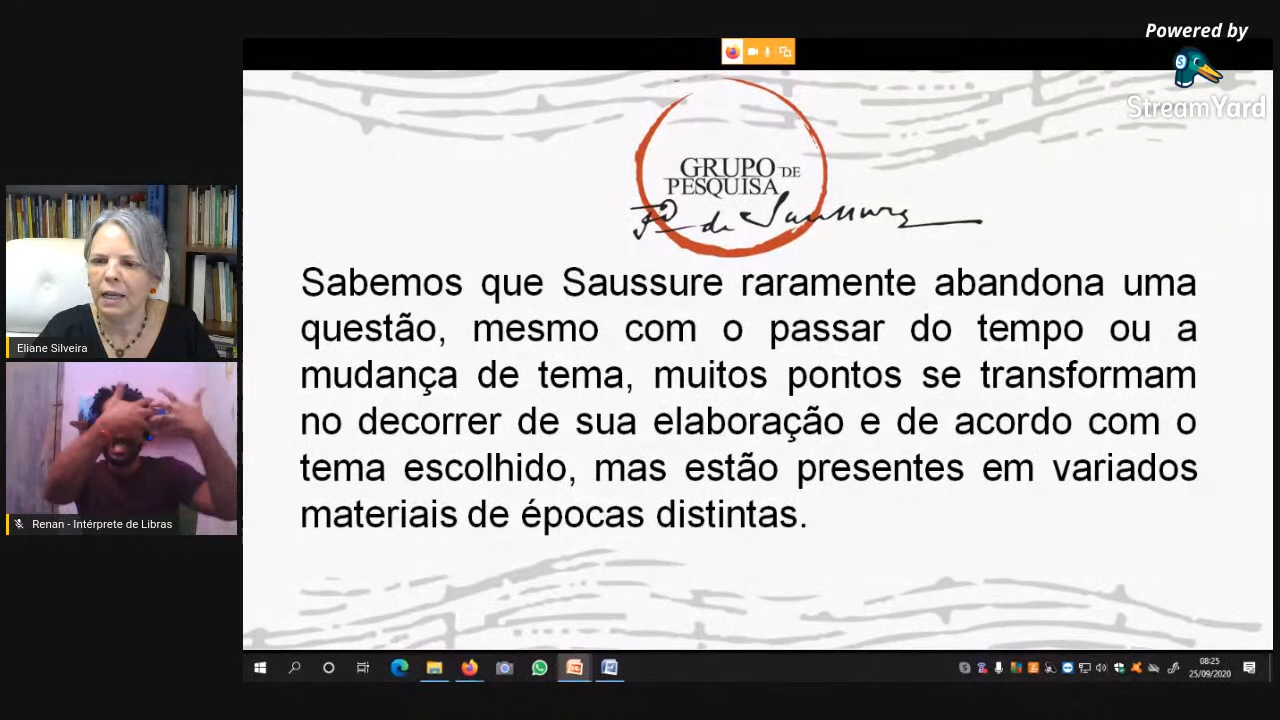 Powered by
StreamYard
GRUPO DE
PESQUISA
F. de Saussure
Sabemos que Saussure raramente abandona uma
questão, mesmo com o passar do tempo ou a
mudança de tema, muitos pontos se transformam
no decorrer de sua elaboração e de acordo com o
tema escolhido, mas estão presentes em variados
materiais de épocas distintas.
Eliane Silveira
Renan - Intérprete de Libras
08:25
25/09/2020